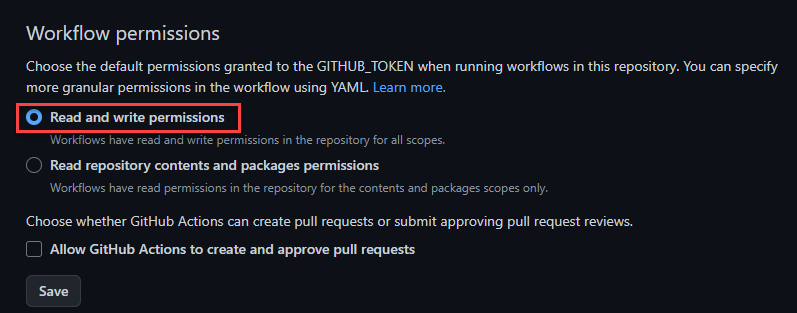 Workflow permissions
Choose the default permissions granted to the GITHUB_TOKEN when running workflows in this repository. You can specify
more granular permissions in the workflow using YAML. Learn more.
Read and write permissions
Workflows have read and write permissions in the repository for all scopes.
Read repository contents and packages permissions
Workflows have read permissions in the repository for the contents and packages scopes only.
Choose whether GitHub Actions can create pull requests or submit approving pull request reviews.
Allow GitHub Actions to create and approve pull requests
Save